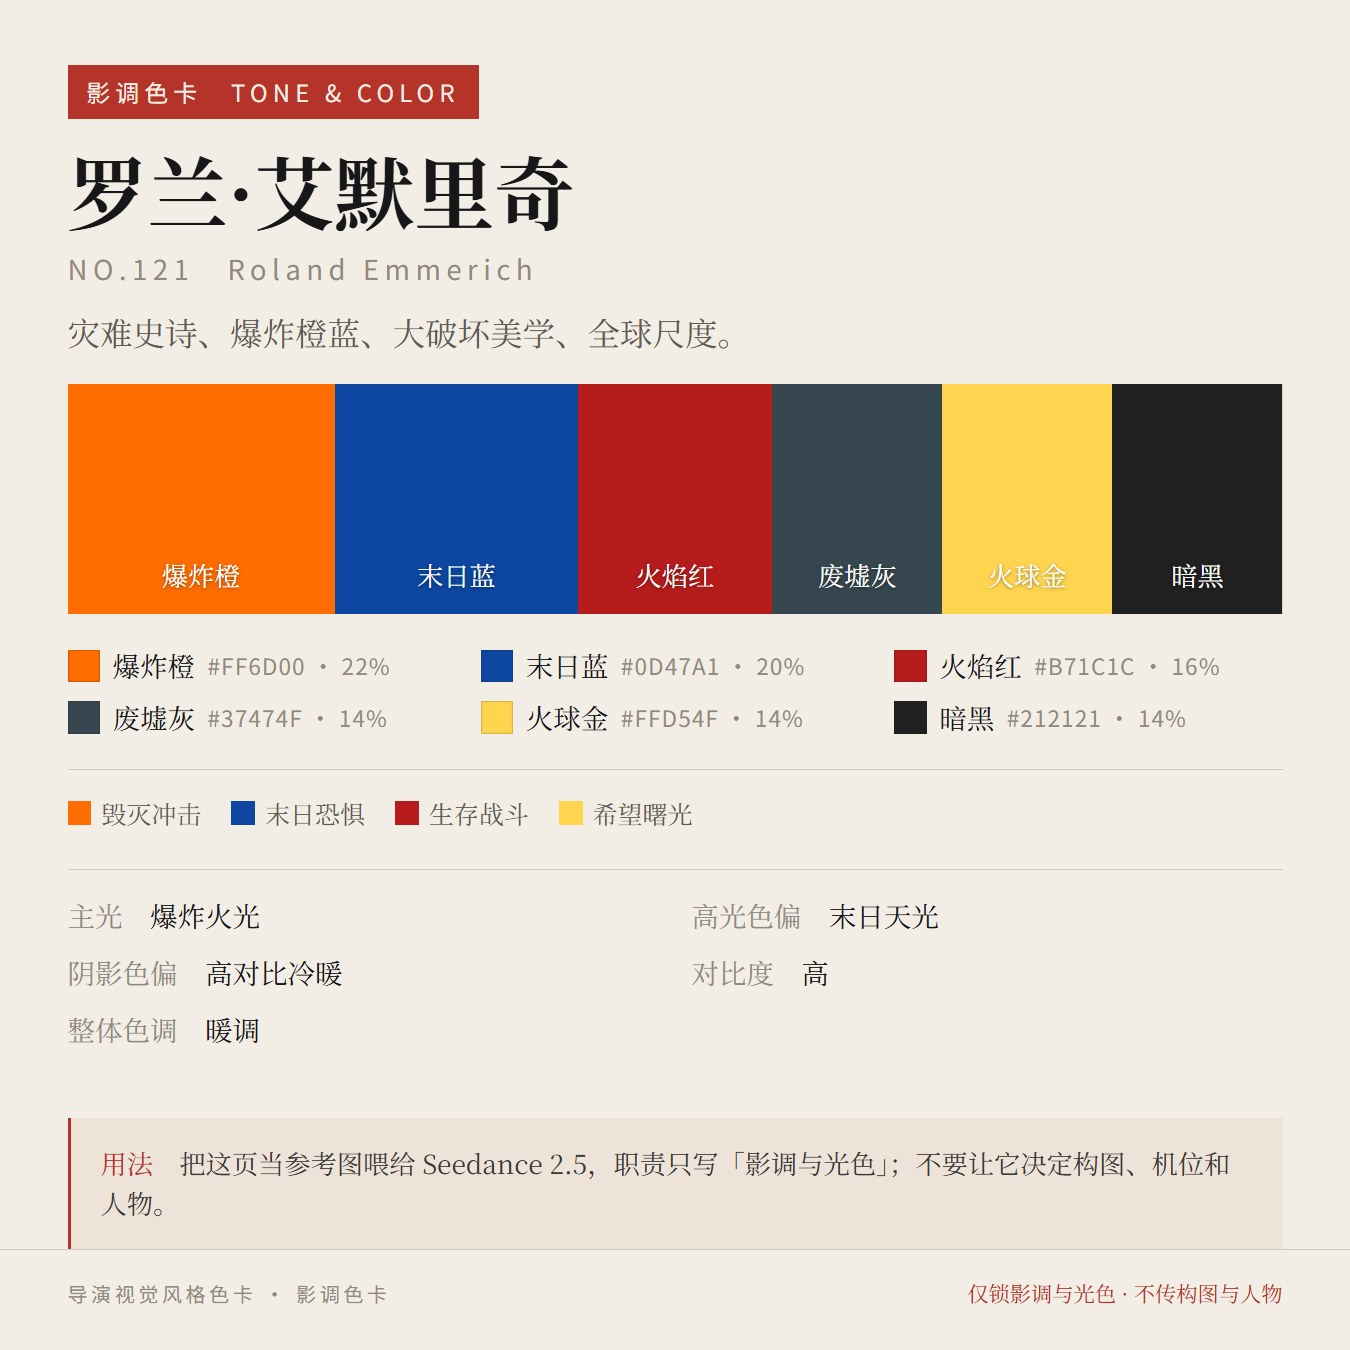 影调色卡 TONE & COLOR
罗兰·艾默里奇
NO.121 Roland Emmerich
灾难史诗、爆炸橙蓝、大破坏美学、全球尺度。
爆炸橙 末日蓝 火焰红 废墟灰 火球金 暗黑
爆炸橙 #FF6D00 · 22% 末日蓝 #0D47A1 · 20% 火焰红 #B71C1C · 16%
废墟灰 #37474F · 14% 火球金 #FFD54F · 14% 暗黑 #212121 · 14%
毁灭冲击 末日恐惧 生存战斗 希望曙光
主光 爆炸火光 高光色偏 末日天光
阴影色偏 高对比冷暖 对比度 高
整体色调 暖调
用法 把这页当参考图喂给 Seedance 2.5，职责只写「影调与光色」；不要让它决定构图、机位和
人物。
导演视觉风格色卡 · 影调色卡 仅锁影调与光色 · 不传构图与人物